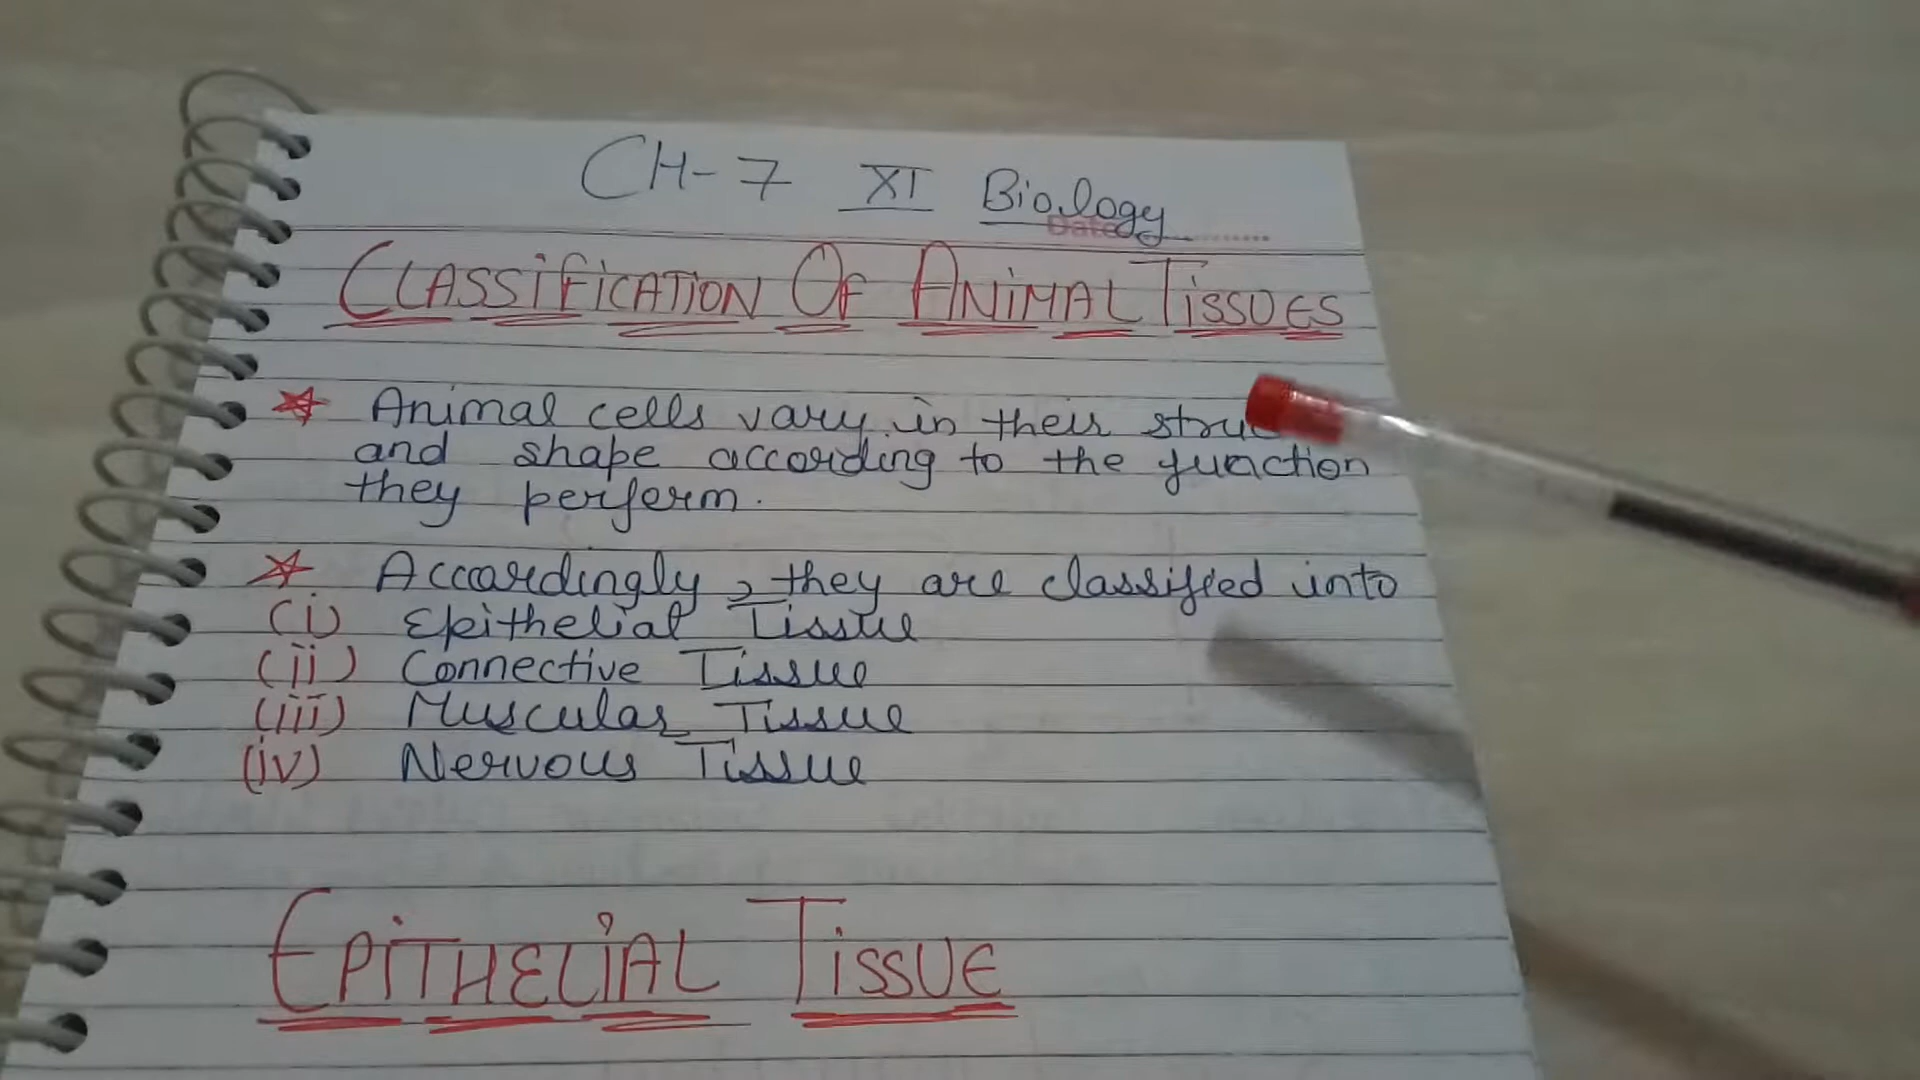 CH-7 XI Biology
Date
CLASSIFICATION OF ANIMAL TISSUES
Animal cells vary in their
and shape according to the function
they perform.
Accordingly, they are classified into
(i) Epithelial Tissue
(ii) Connective Tissue
(iii) Muscular Tissue
(iv) Nervous Tissue
EPITHELIAL TISSUE